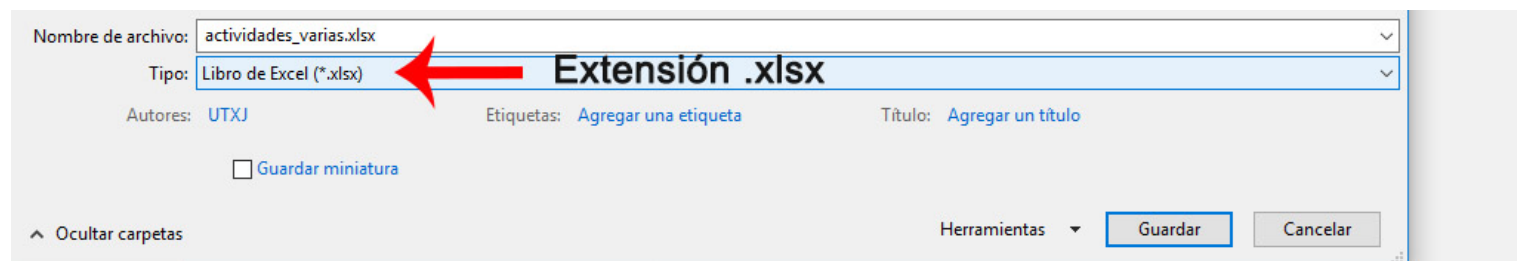 Nombre de archivo: actividades_varias.xlsx
Tipo: Libro de Excel (*.xlsx) Extensión .xlsx
Autores: UTXJ Etiquetas: Agregar una etiqueta Título: Agregar un título
Guardar miniatura
Ocultar carpetas Herramientas Guardar Cancelar